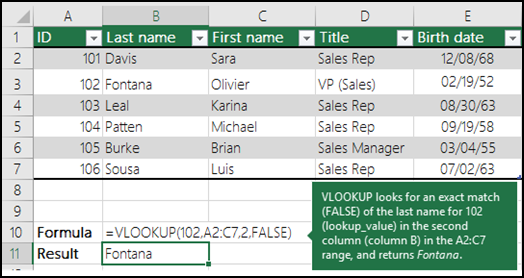 A B C D E
1 ID Last name First name Title Birth date
2 101 Davis Sara Sales Rep 12/08/68
3 102 Fontana Olivier VP (Sales) 02/19/52
4 103 Leal Karina Sales Rep 08/30/63
5 104 Patten Michael Sales Rep 09/19/58
6 105 Burke Brian Sales Manager 03/04/55
7 106 Sousa Luis Sales Rep 07/02/63
8
9
10 Formula =VLOOKUP(102,A2:C7,2,FALSE)
11 Result Fontana
VLOOKUP looks for an exact match
(FALSE) of the last name for 102
(lookup_value) in the second
column (column B) in the A2:C7
range, and returns Fontana.